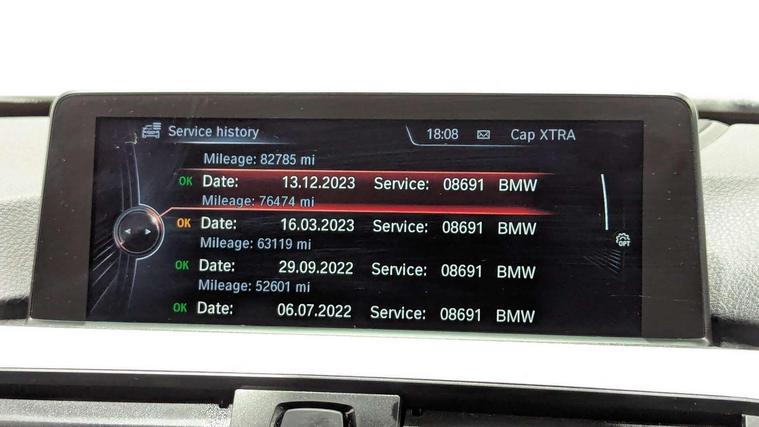 Service history 18:08 Cap XTRA
Mileage: 82785 mi
OK Date: 13.12.2023 Service: 08691 BMW
Mileage: 76474 mi
OK Date: 16.03.2023 Service: 08691 BMW
Mileage: 63119 mi
OK Date: 29.09.2022 Service: 08691 BMW
Mileage: 52601 mi
OK Date: 06.07.2022 Service: 08691 BMW
OPT